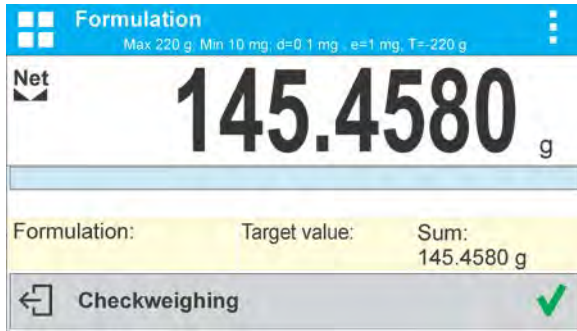 Formulation
Max 220 g, Min 10 mg, d=0.1 mg , e=1 mg, T=-220 g
Net
145.4580 g
Formulation: Target value: Sum:
145.4580 g
Checkweighing